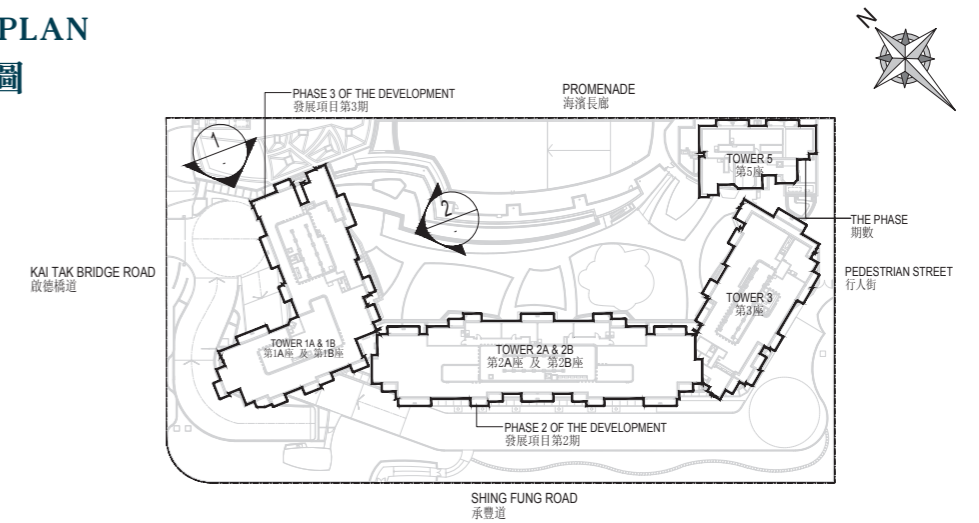 PLAN
圖
N
PHASE 3 OF THE DEVELOPMENT
發展項目第3期
PROMENADE
海濱長廊
1
-
2
-
TOWER 5
第5座
THE PHASE
期數
KAI TAK BRIDGE ROAD
啟德橋道
PEDESTRIAN STREET
行人街
TOWER 3
第3座
TOWER 1A & 1B
第1A座 及 第1B座
TOWER 2A & 2B
第2A座 及 第2B座
PHASE 2 OF THE DEVELOPMENT
發展項目第2期
SHING FUNG ROAD
承豐道